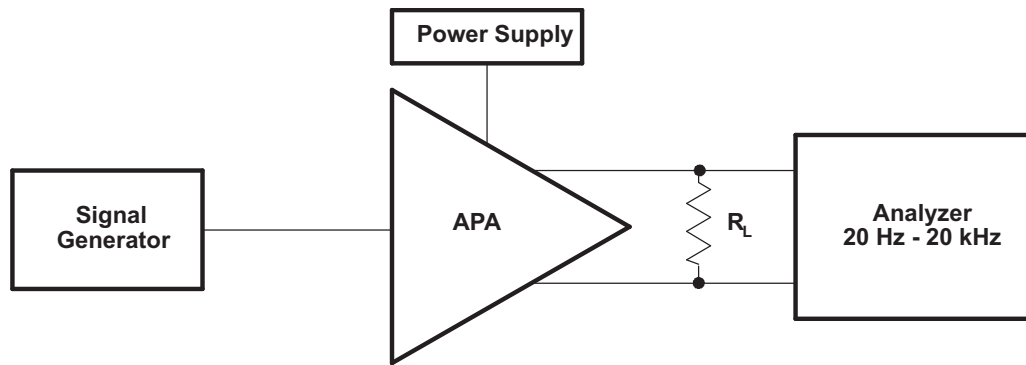 Power Supply
Signal
Generator
APA
R_L
Analyzer
20 Hz - 20 kHz